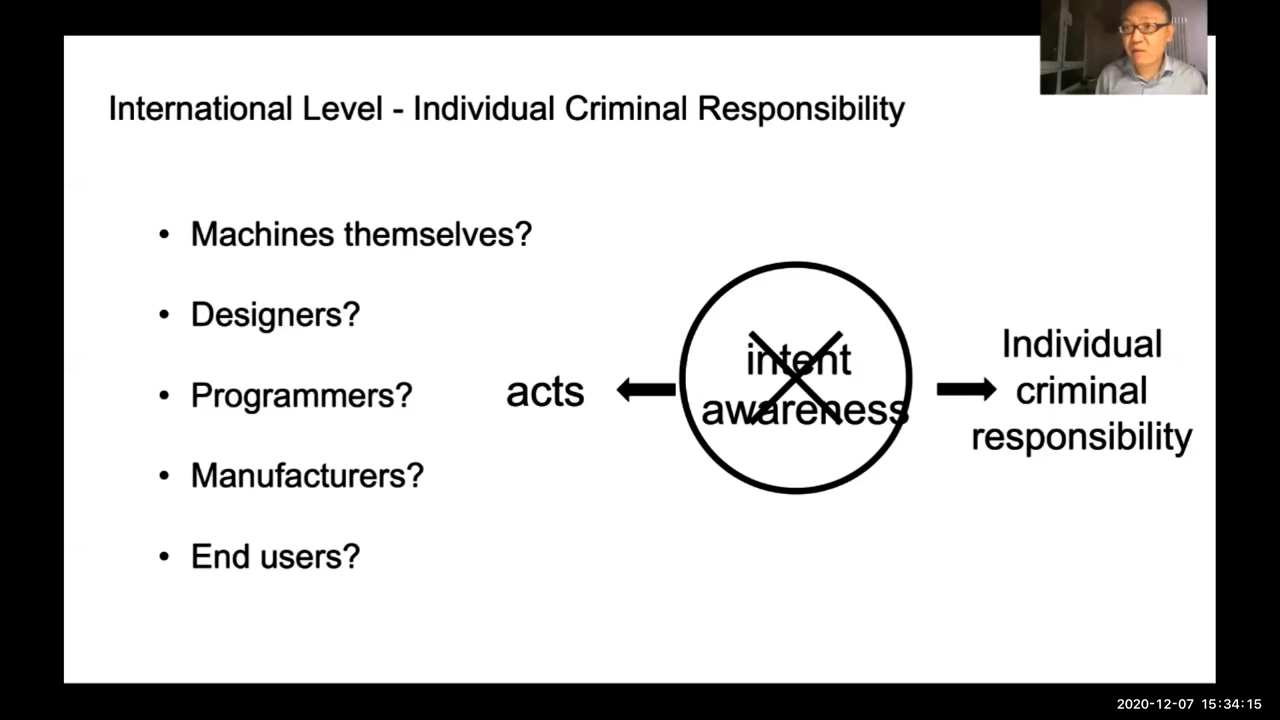 International Level - Individual Criminal Responsibility
• Machines themselves?
• Designers?
• Programmers?
• Manufacturers?
• End users?
acts
intent
awareness
Individual
criminal
responsibility
2020-12-07 15:34:15